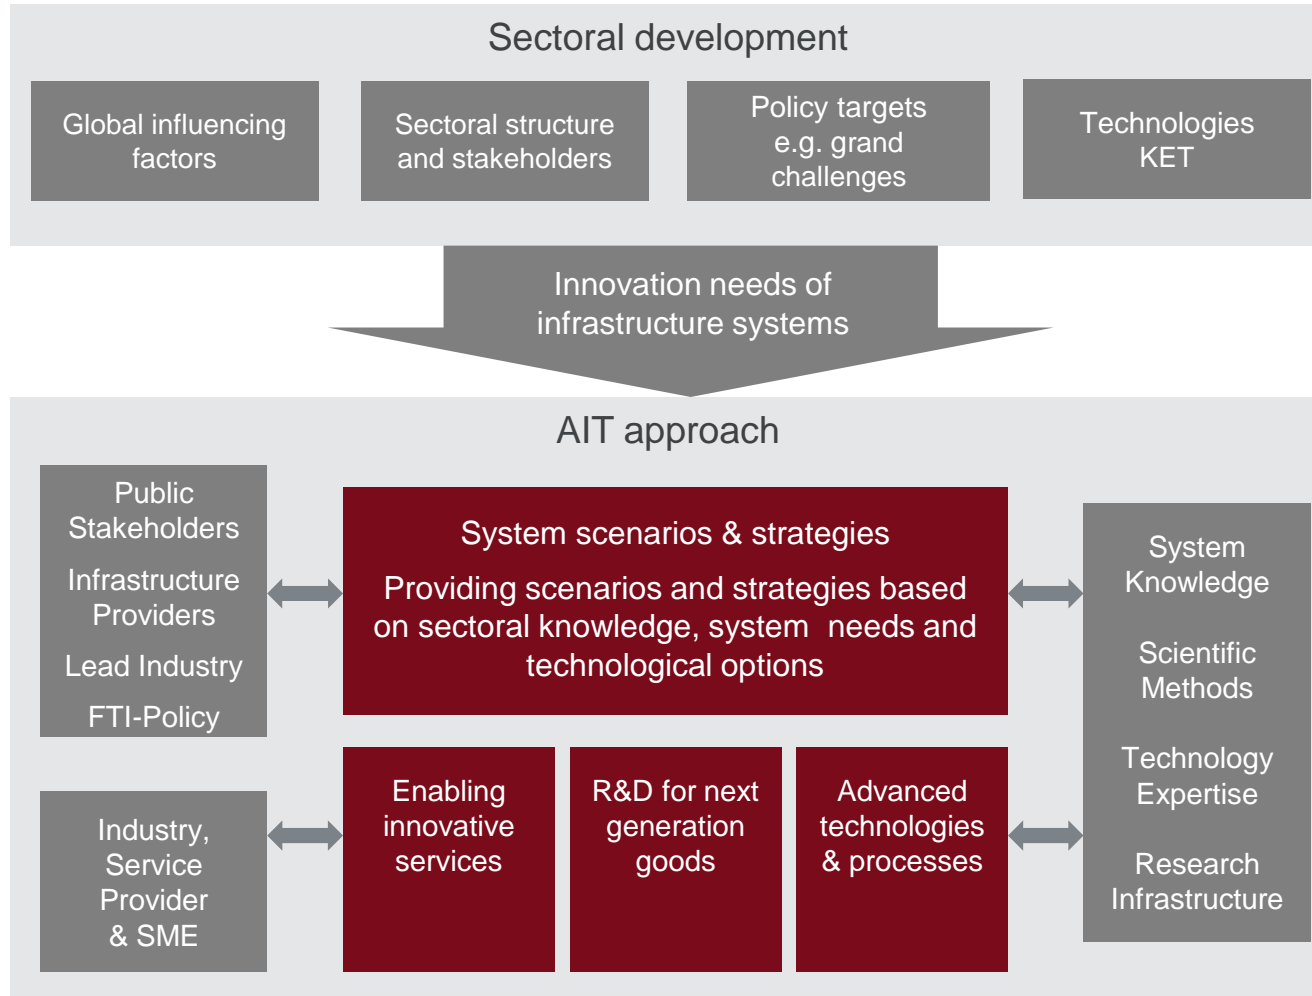 Sectoral development
Global influencing
factors
Sectoral structure
and stakeholders
Policy targets
e.g. grand
challenges
Technologies
KET
Innovation needs of
infrastructure systems
AIT approach
Public
Stakeholders
Infrastructure
Providers
Lead Industry
FTI-Policy
System scenarios & strategies
Providing scenarios and strategies based
on sectoral knowledge, system needs and
technological options
System
Knowledge
Scientific
Methods
Technology
Expertise
Research
Infrastructure
Industry,
Service
Provider
& SME
Enabling
innovative
services
R&D for next
generation
goods
Advanced
technologies
& processes